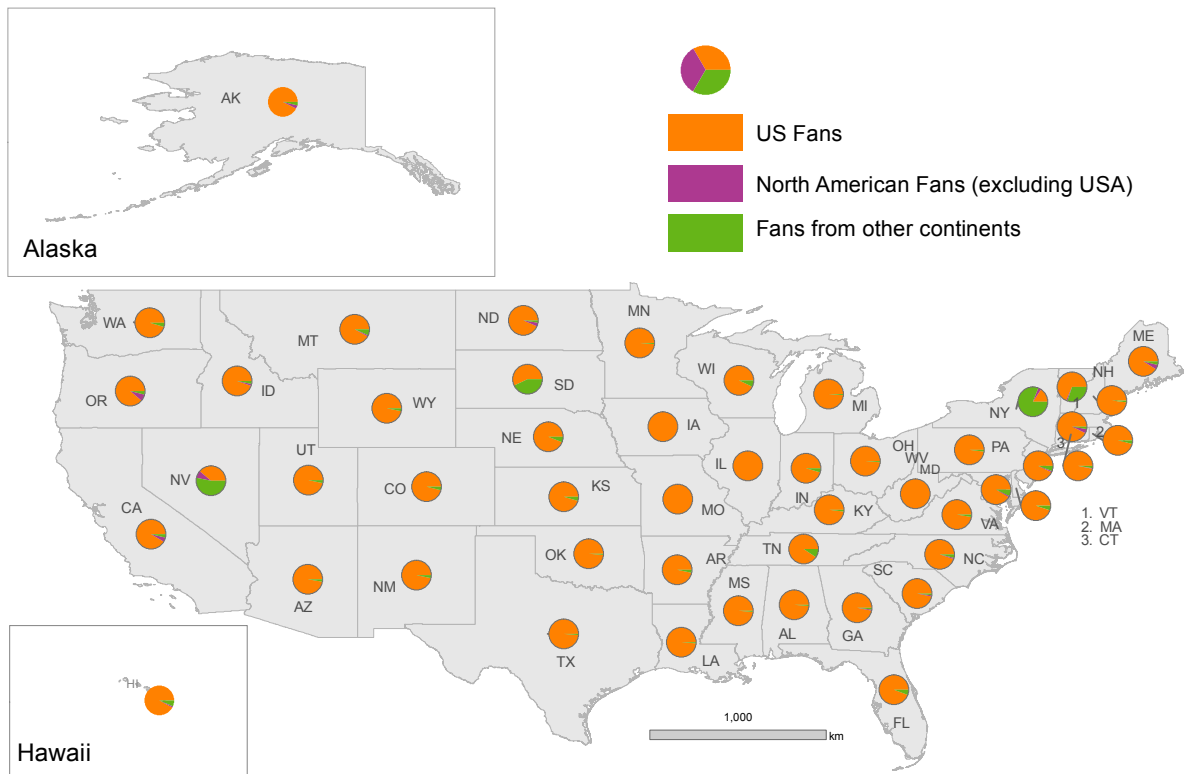 AK
Alaska
US Fans
North American Fans (excluding USA)
Fans from other continents
WA
MT
ND
MN
ME
OR
ID
WY
SD
WI
MI
NY
NH
1
2
3
NV
UT
CO
NE
IA
IL
IN
OH
PA
WV
MD
CA
KS
MO
KY
VA
1. VT
2. MA
3. CT
AZ
NM
OK
AR
TN
NC
SC
TX
LA
MS
AL
GA
FL
HI
Hawaii
1,000
km